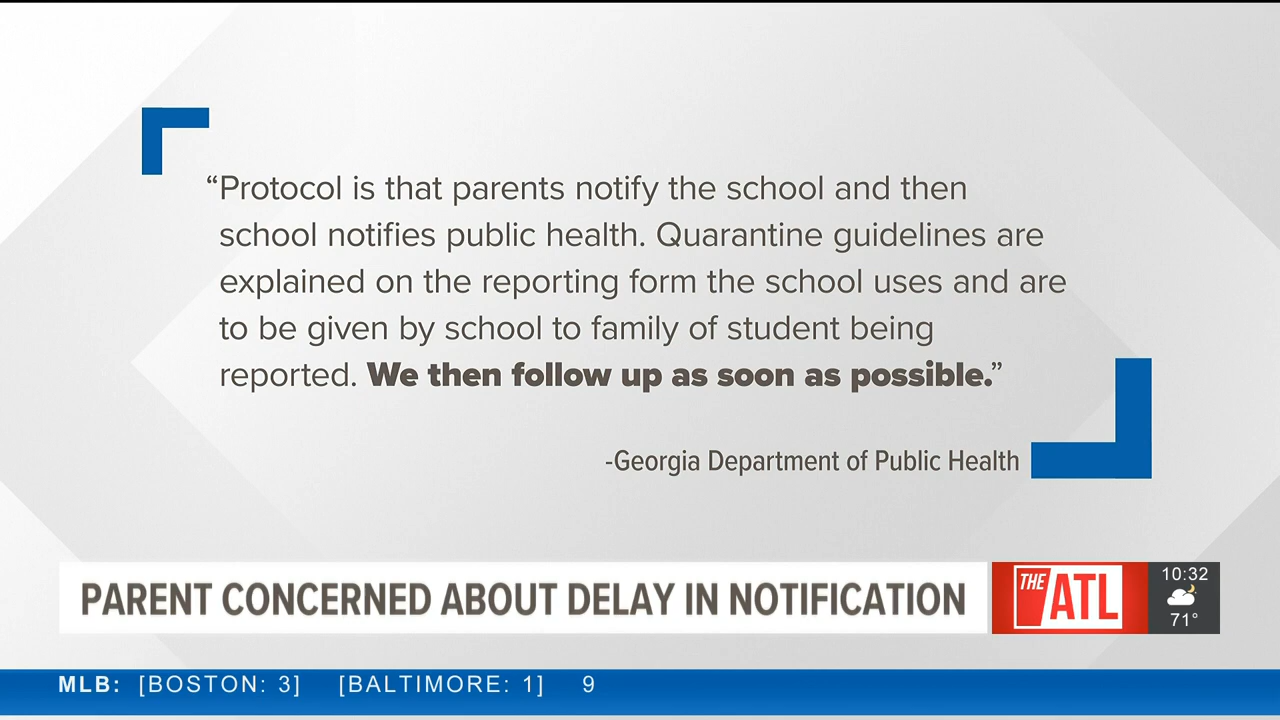 “Protocol is that parents notify the school and then
school notifies public health. Quarantine guidelines are
explained on the reporting form the school uses and are
to be given by school to family of student being
reported. We then follow up as soon as possible.”
-Georgia Department of Public Health
PARENT CONCERNED ABOUT DELAY IN NOTIFICATION
THE ATL
10:32
71°
MLB: [BOSTON: 3] [BALTIMORE: 1] 9